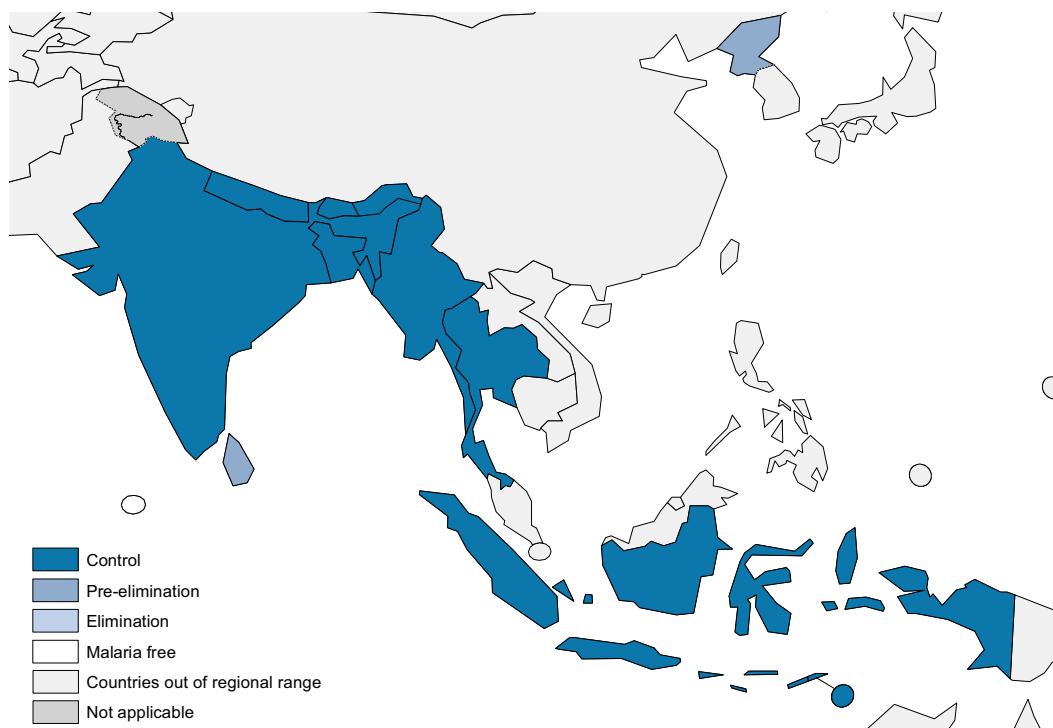 Control
Pre-elimination
Elimination
Malaria free
Countries out of regional range
Not applicable